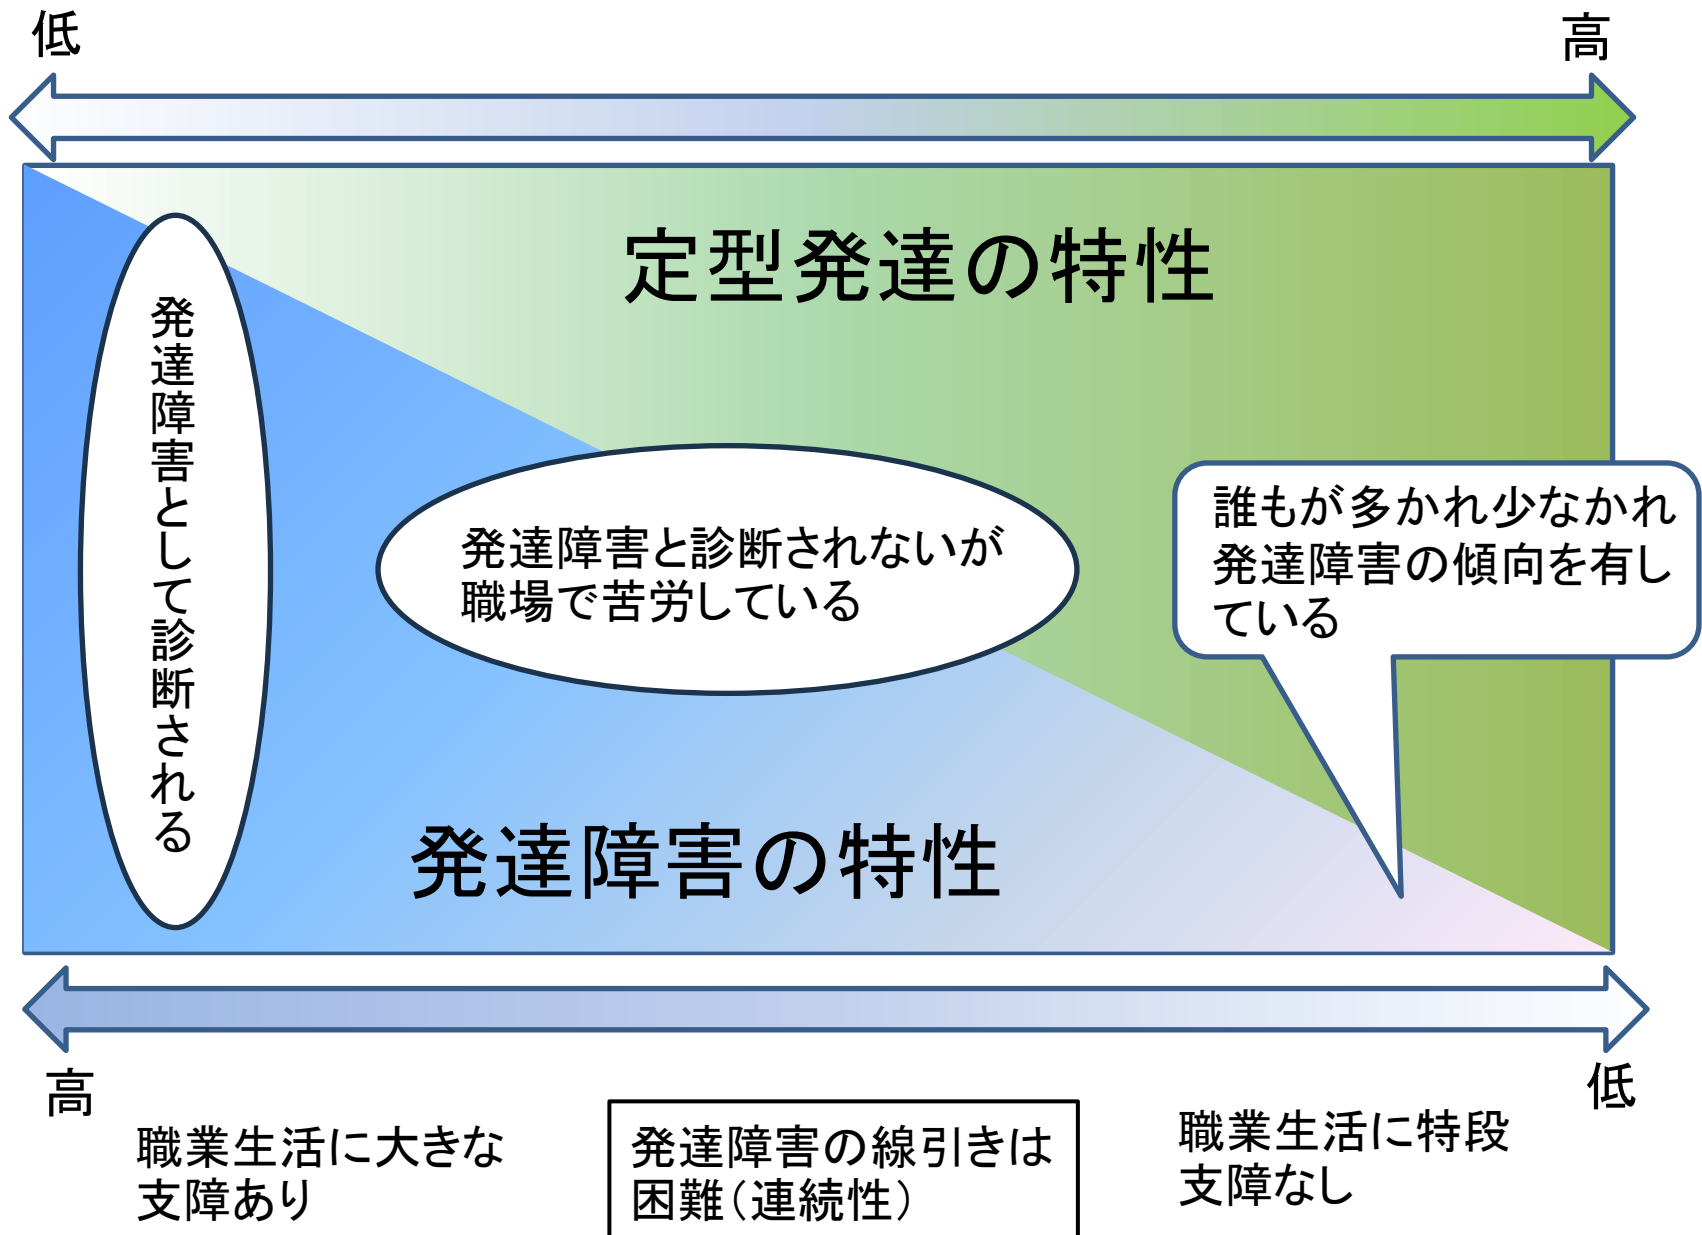 低
高
定型発達の特性
発達障害として診断される
発達障害と診断されないが
職場で苦労している
誰もが多かれ少なかれ
発達障害の傾向を有し
ている
発達障害の特性
高
低
職業生活に大きな
支障あり
発達障害の線引きは
困難（連続性）
職業生活に特段
支障なし